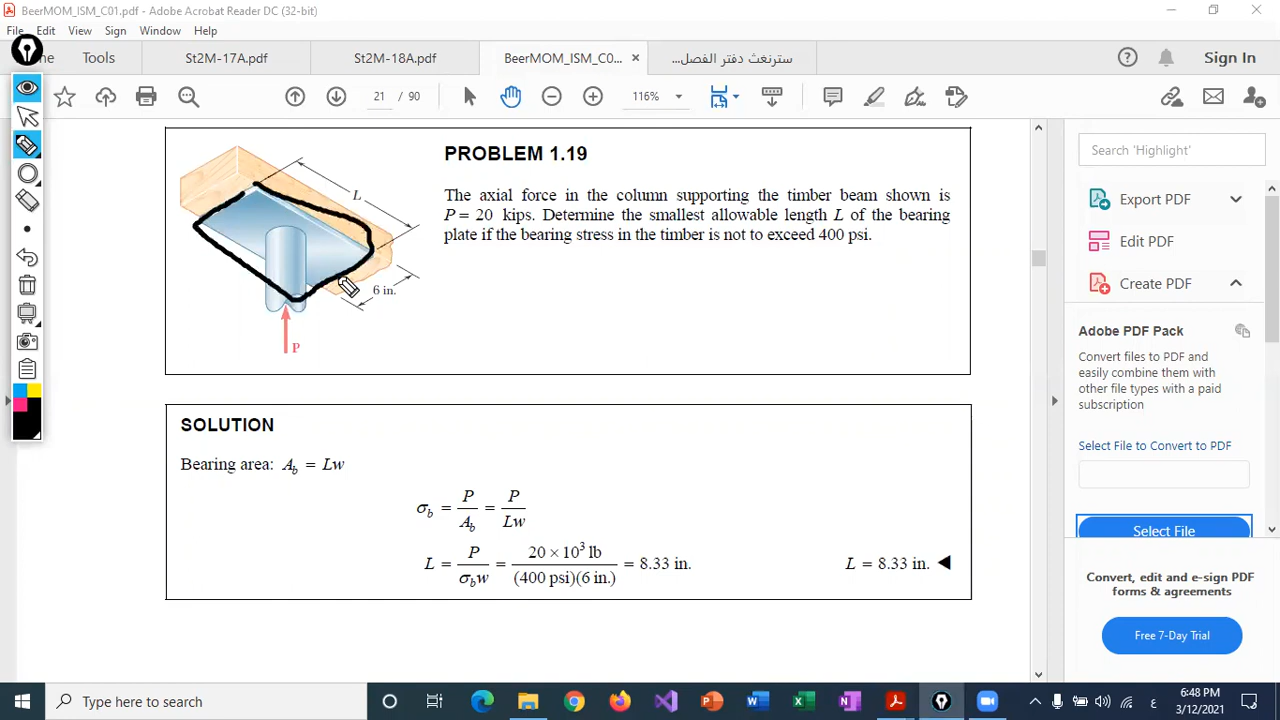 BeerMOM_ISM_C01.pdf - Adobe Acrobat Reader DC (32-bit)
File Edit View Sign Window Help
me Tools St2M-17A.pdf St2M-18A.pdf BeerMOM_ISM_C0... × سترنغث دفتر الفصل... Sign In
21 / 90 116%
PROBLEM 1.19
The axial force in the column supporting the timber beam shown is
P = 20 kips. Determine the smallest allowable length L of the bearing
plate if the bearing stress in the timber is not to exceed 400 psi.
L
6 in.
P
SOLUTION
Bearing area: A_b = Lw
σ_b = P/A_b = P/Lw
L = P/σ_b w = 20 × 10³ lb/(400 psi)(6 in.) = 8.33 in. L = 8.33 in. ◀
Search 'Highlight'
Export PDF
Edit PDF
Create PDF
Adobe PDF Pack
Convert files to PDF and
easily combine them with
other file types with a paid
subscription
Select File to Convert to PDF
Select File
Convert, edit and e-sign PDF
forms & agreements
Free 7-Day Trial
Type here to search
ع 6:48 PM
3/12/2021